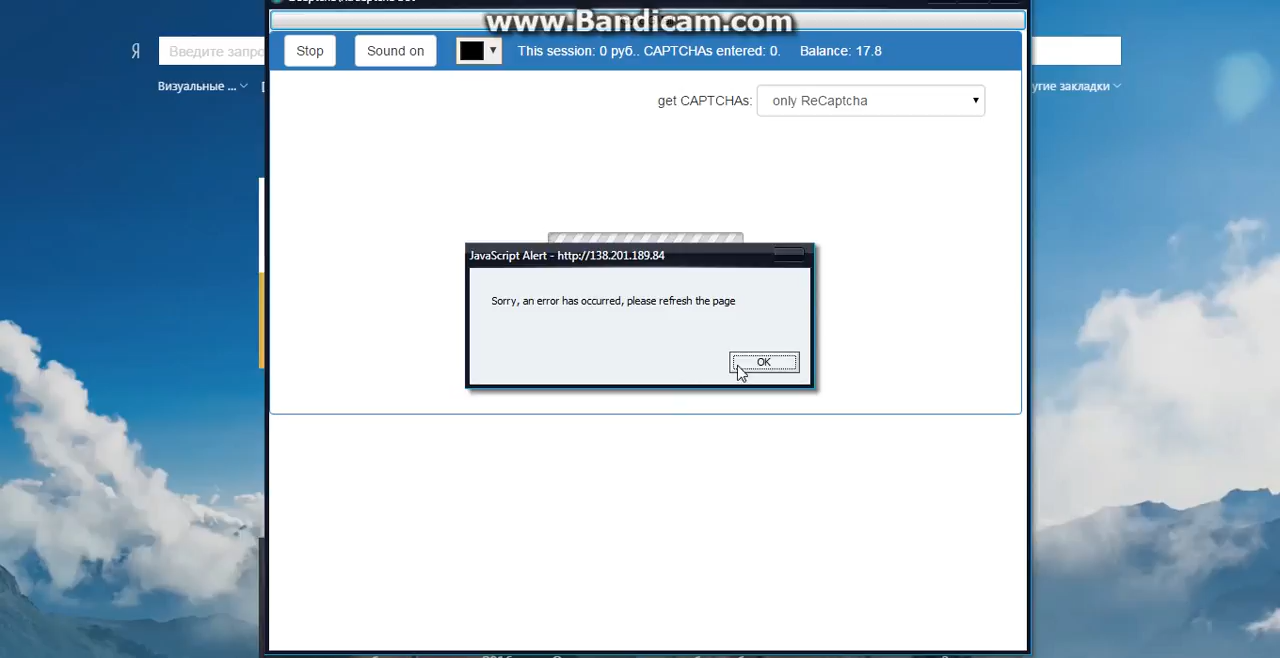 www.Bandicam.com
Я
Введите запро
Stop
Sound on
This session: 0 руб.. CAPTCHAs entered: 0.
Balance: 17.8
Визуальные ...
угие закладки
get CAPTCHAs:
only ReCaptcha
JavaScript Alert - http://138.201.189.84
Sorry, an error has occurred, please refresh the page
OK